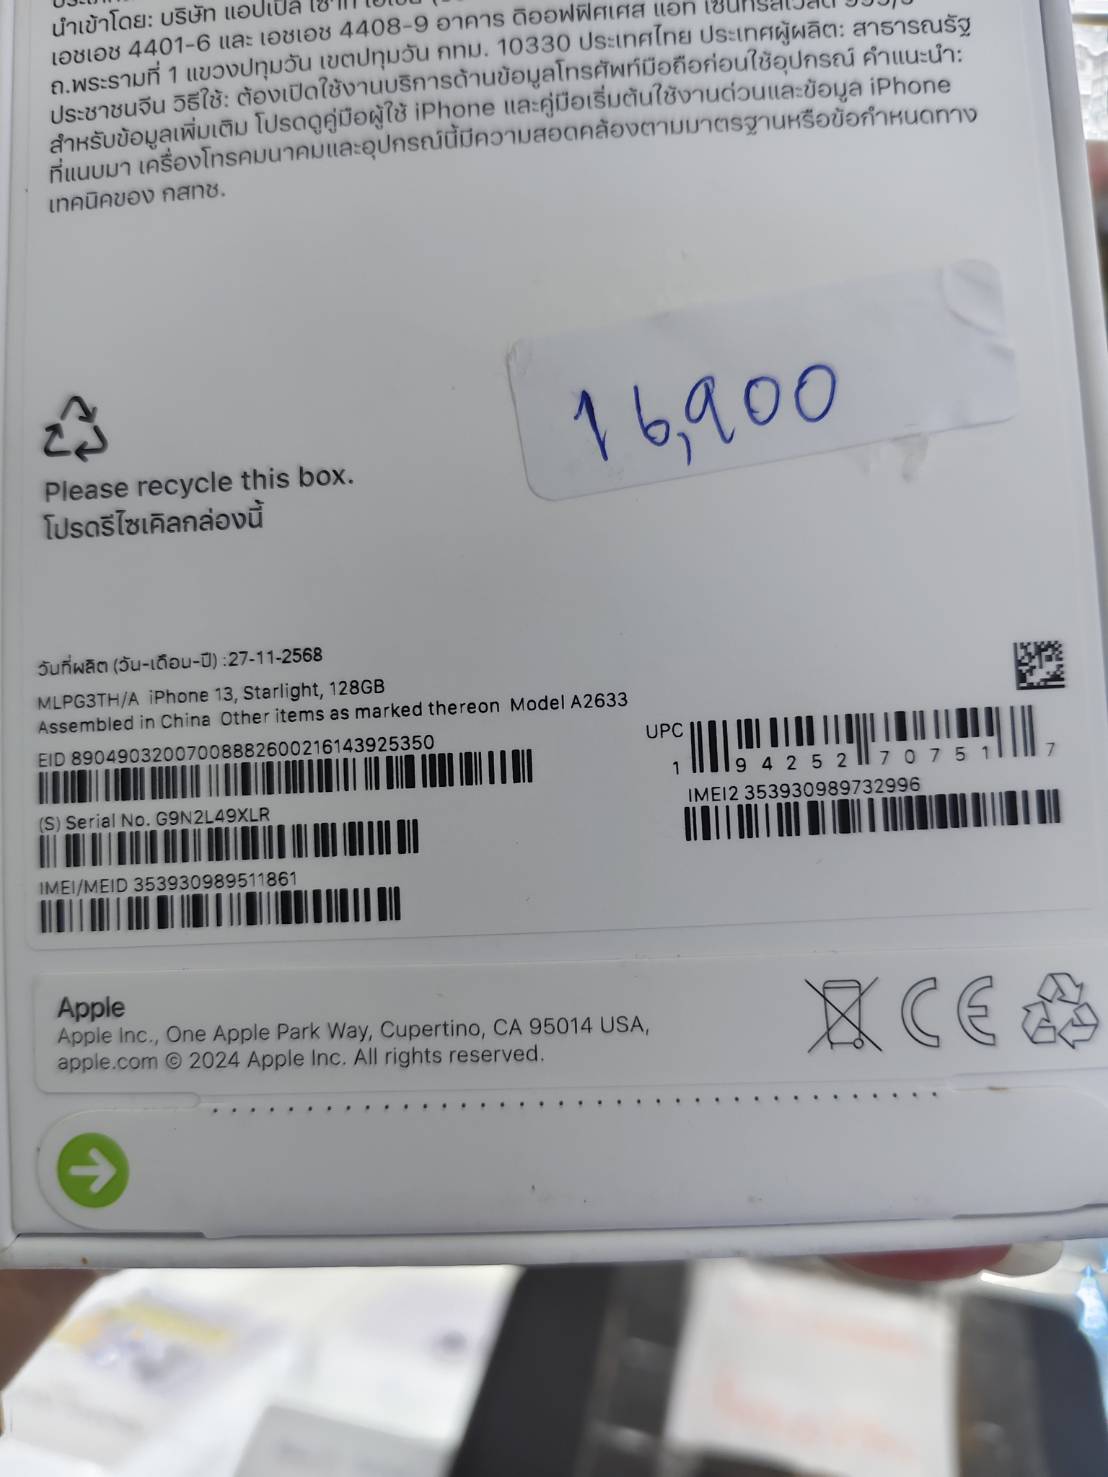 นำเข้าโดย: บริษัท แอปเปิล
เอชเอช 4401-6 และ เอชเอช 4408-9 อาคาร ดิออฟฟิศเศส แอท
ถ.พระรามที่ 1 แขวงปทุมวัน เขตปทุมวัน กทม. 10330 ประเทศไทย ประเทศผู้ผลิต: สาธารณรัฐ
ประชาชนจีน วิธีใช้: ต้องเปิดใช้งานบริการด้านข้อมูลโทรศัพท์มือถือก่อนใช้อุปกรณ์ คำแนะนำ:
สำหรับข้อมูลเพิ่มเติม โปรดดูคู่มือผู้ใช้ iPhone และคู่มือเริ่มต้นใช้งานด่วนและข้อมูล iPhone
ที่แนบมา เครื่องโทรคมนาคมและอุปกรณ์นี้มีความสอดคล้องตามมาตรฐานหรือข้อกำหนดทาง
เทคนิคของ กสทช.
16,900
Please recycle this box.
โปรดรีไซเคิลกล่องนี้
วันที่ผลิต (วัน-เดือน-ปี) :27-11-2568
MLPG3TH/A iPhone 13, Starlight, 128GB
Assembled in China Other items as marked thereon Model A2633
EID 89049032007008882600216143925350
UPC
1 94252 70751 7
(S) Serial No. G9N2L49XLR
IMEI2 353930989732996
IMEI/MEID 353930989511861
Apple
Apple Inc., One Apple Park Way, Cupertino, CA 95014 USA,
apple.com © 2024 Apple Inc. All rights reserved.
CE